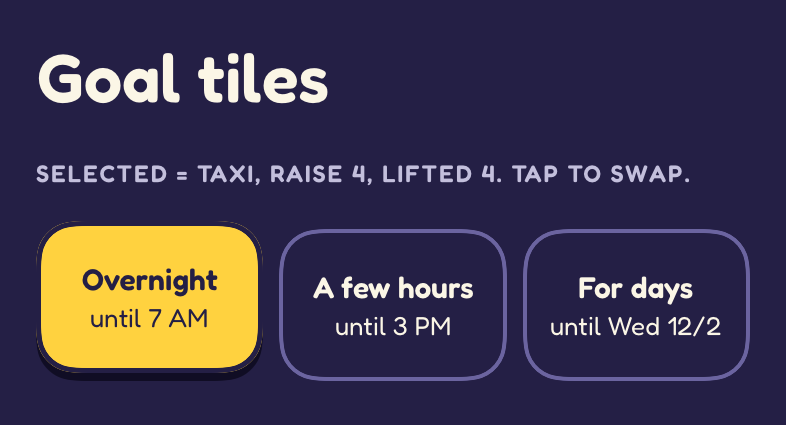 Goal tiles
SELECTED = TAXI, RAISE 4, LIFTED 4. TAP TO SWAP.
Overnight
until 7 AM
A few hours
until 3 PM
For days
until Wed 12/2